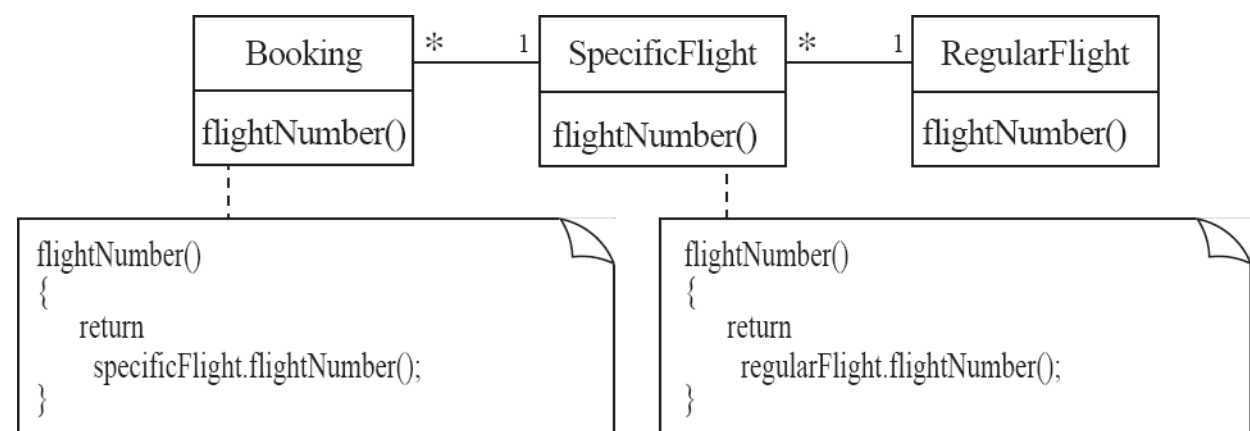 Booking
* 1
SpecificFlight
* 1
RegularFlight
flightNumber()
flightNumber()
flightNumber()
flightNumber()
{
return
specificFlight.flightNumber();
}
flightNumber()
{
return
regularFlight.flightNumber();
}